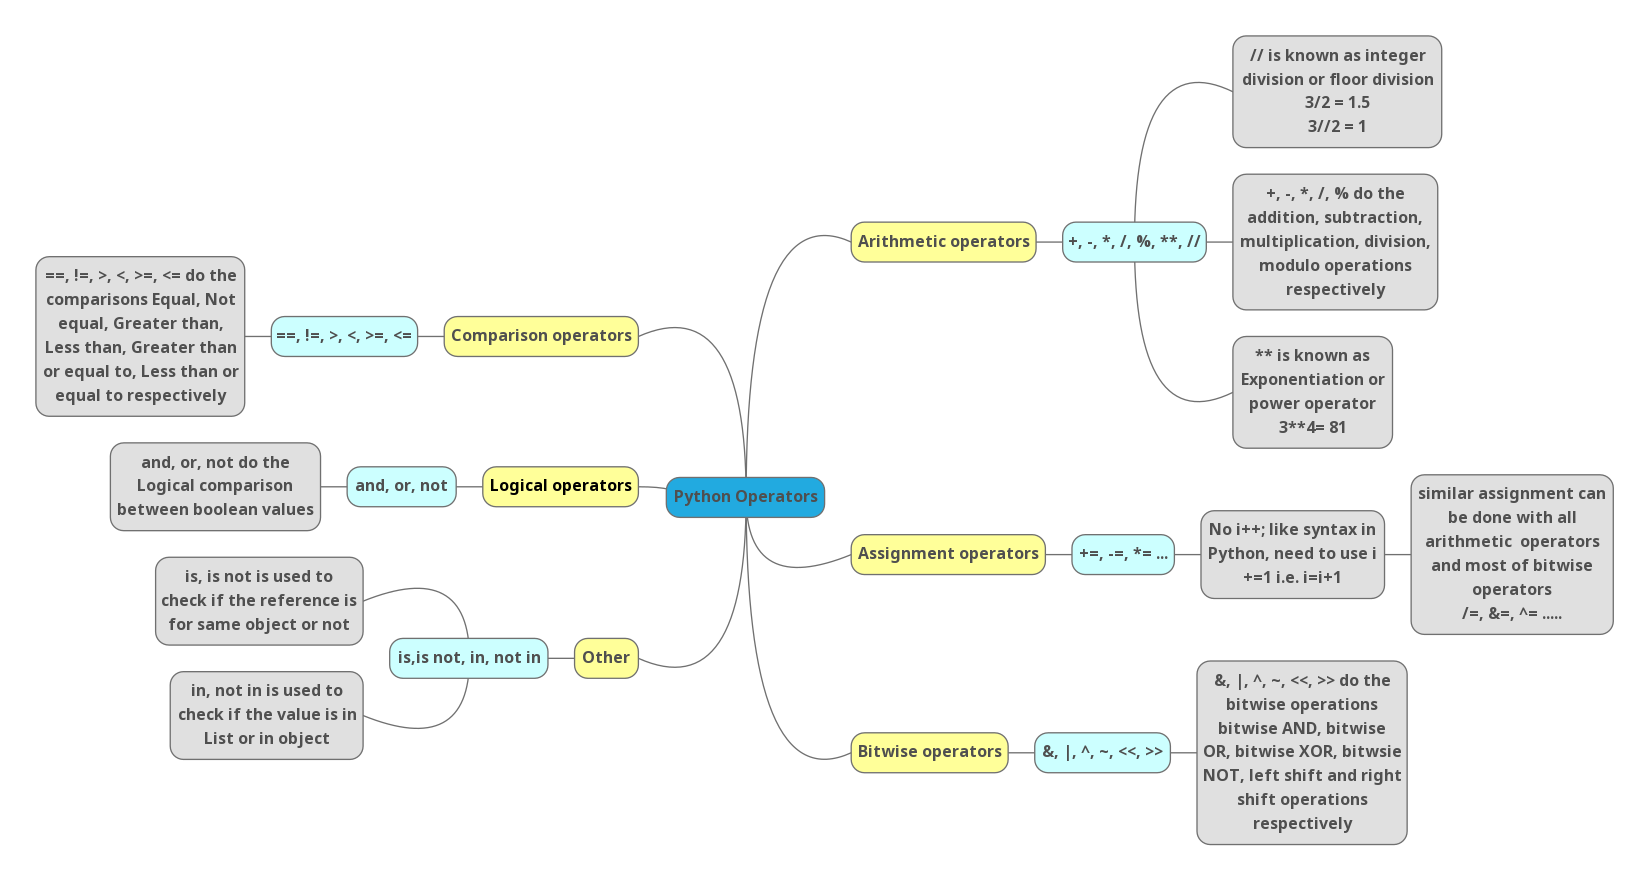 Python Operators
Arithmetic operators
+, -, *, /, %, **, //
// is known as integer
division or floor division
3/2 = 1.5
3//2 = 1
+, -, *, /, % do the
addition, subtraction,
multiplication, division,
modulo operations
respectively
** is known as
Exponentiation or
power operator
3**4= 81
Assignment operators
+=, -=, *= ...
No i++; like syntax in
Python, need to use i
+=1 i.e. i=i+1
similar assignment can
be done with all
arithmetic  operators
and most of bitwise
operators
/=, &=, ^= .....
Bitwise operators
&, |, ^, ~, <<, >>
&, |, ^, ~, <<, >> do the
bitwise operations
bitwise AND, bitwise
OR, bitwise XOR, bitwsie
NOT, left shift and right
shift operations
respectively
Comparison operators
==, !=, >, <, >=, <=
==, !=, >, <, >=, <= do the
comparisons Equal, Not
equal, Greater than,
Less than, Greater than
or equal to, Less than or
equal to respectively
Logical operators
and, or, not
and, or, not do the
Logical comparison
between boolean values
Other
is,is not, in, not in
is, is not is used to
check if the reference is
for same object or not
in, not in is used to
check if the value is in
List or in object